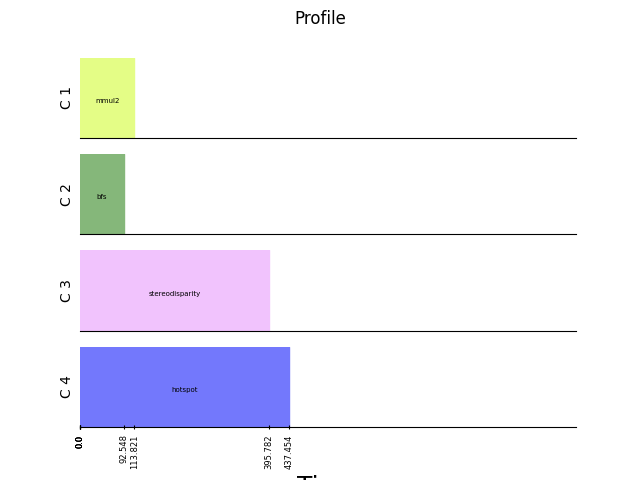 Profile
C 1
mmul2
C 2
bfs
C 3
stereodisparity
C 4
hotspot
0.0
92.548
113.821
395.782
437.454